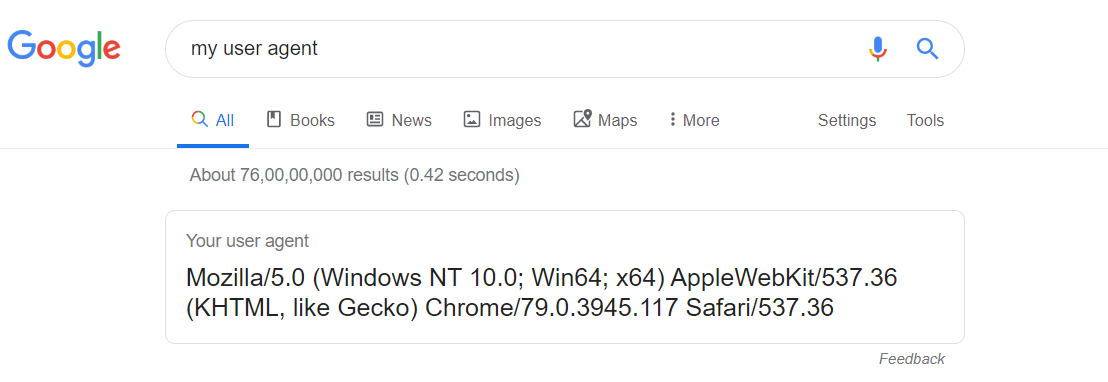 Google my user agent
All Books News Images Maps More Settings Tools
About 76,00,00,000 results (0.42 seconds)
Your user agent
Mozilla/5.0 (Windows NT 10.0; Win64; x64) AppleWebKit/537.36
(KHTML, like Gecko) Chrome/79.0.3945.117 Safari/537.36
Feedback